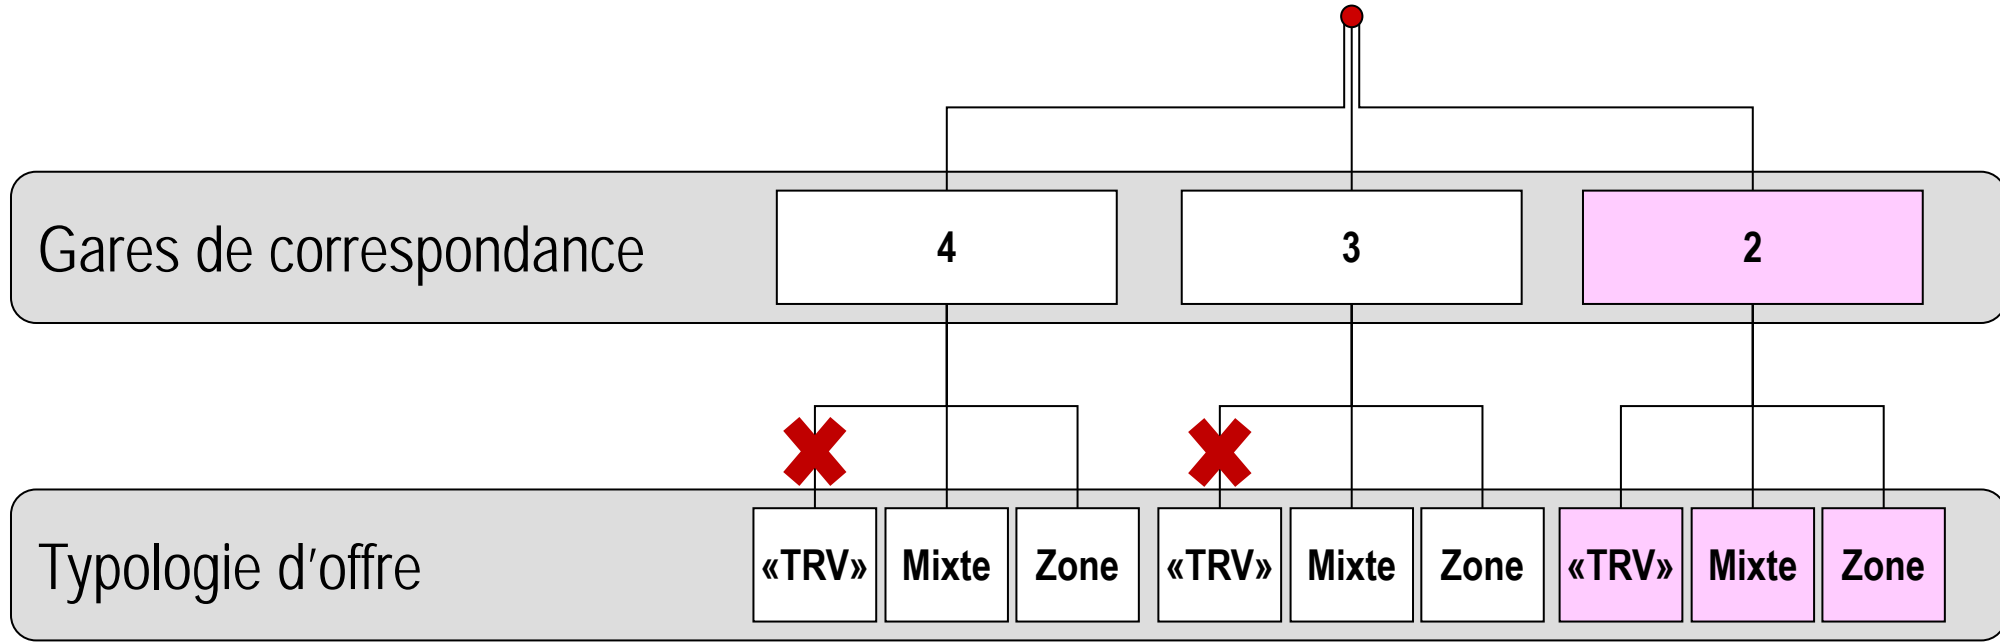 Gares de correspondance 4 3 2
Typologie d'offre «TRV» Mixte Zone «TRV» Mixte Zone «TRV» Mixte Zone